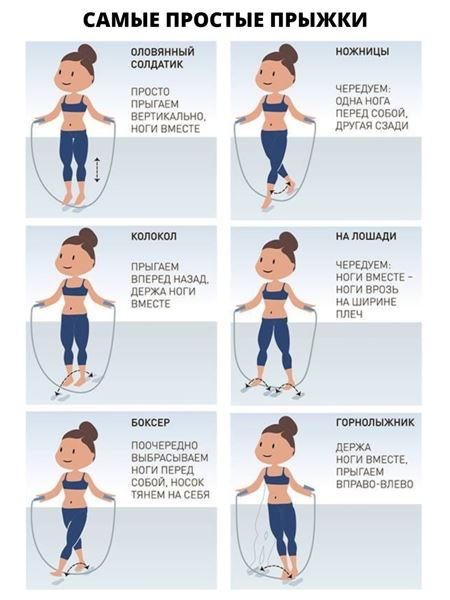 САМЫЕ ПРОСТЫЕ ПРЫЖКИ
ОЛОВЯННЫЙ
СОЛДАТИК
ПРОСТО
ПРЫГАЕМ
ВЕРТИКАЛЬНО,
НОГИ ВМЕСТЕ
НОЖНИЦЫ
ЧЕРЕДУЕМ:
ОДНА НОГА
ПЕРЕД СОБОЙ,
ДРУГАЯ СЗАДИ
КОЛОКОЛ
ПРЫГАЕМ
ВПЕРЕД НАЗАД,
ДЕРЖА НОГИ
ВМЕСТЕ
НА ЛОШАДИ
ЧЕРЕДУЕМ:
НОГИ ВМЕСТЕ –
НОГИ ВРОЗЬ
НА ШИРИНЕ
ПЛЕЧ
БОКСЕР
ПООЧЕРЕДНО
ВЫБРАСЫВАЕМ
НОГИ ПЕРЕД
СОБОЙ, НОСОК
ТЯНЕМ НА СЕБЯ
ГОРНОЛЫЖНИК
ДЕРЖА
НОГИ ВМЕСТЕ,
ПРЫГАЕМ
ВПРАВО-ВЛЕВО